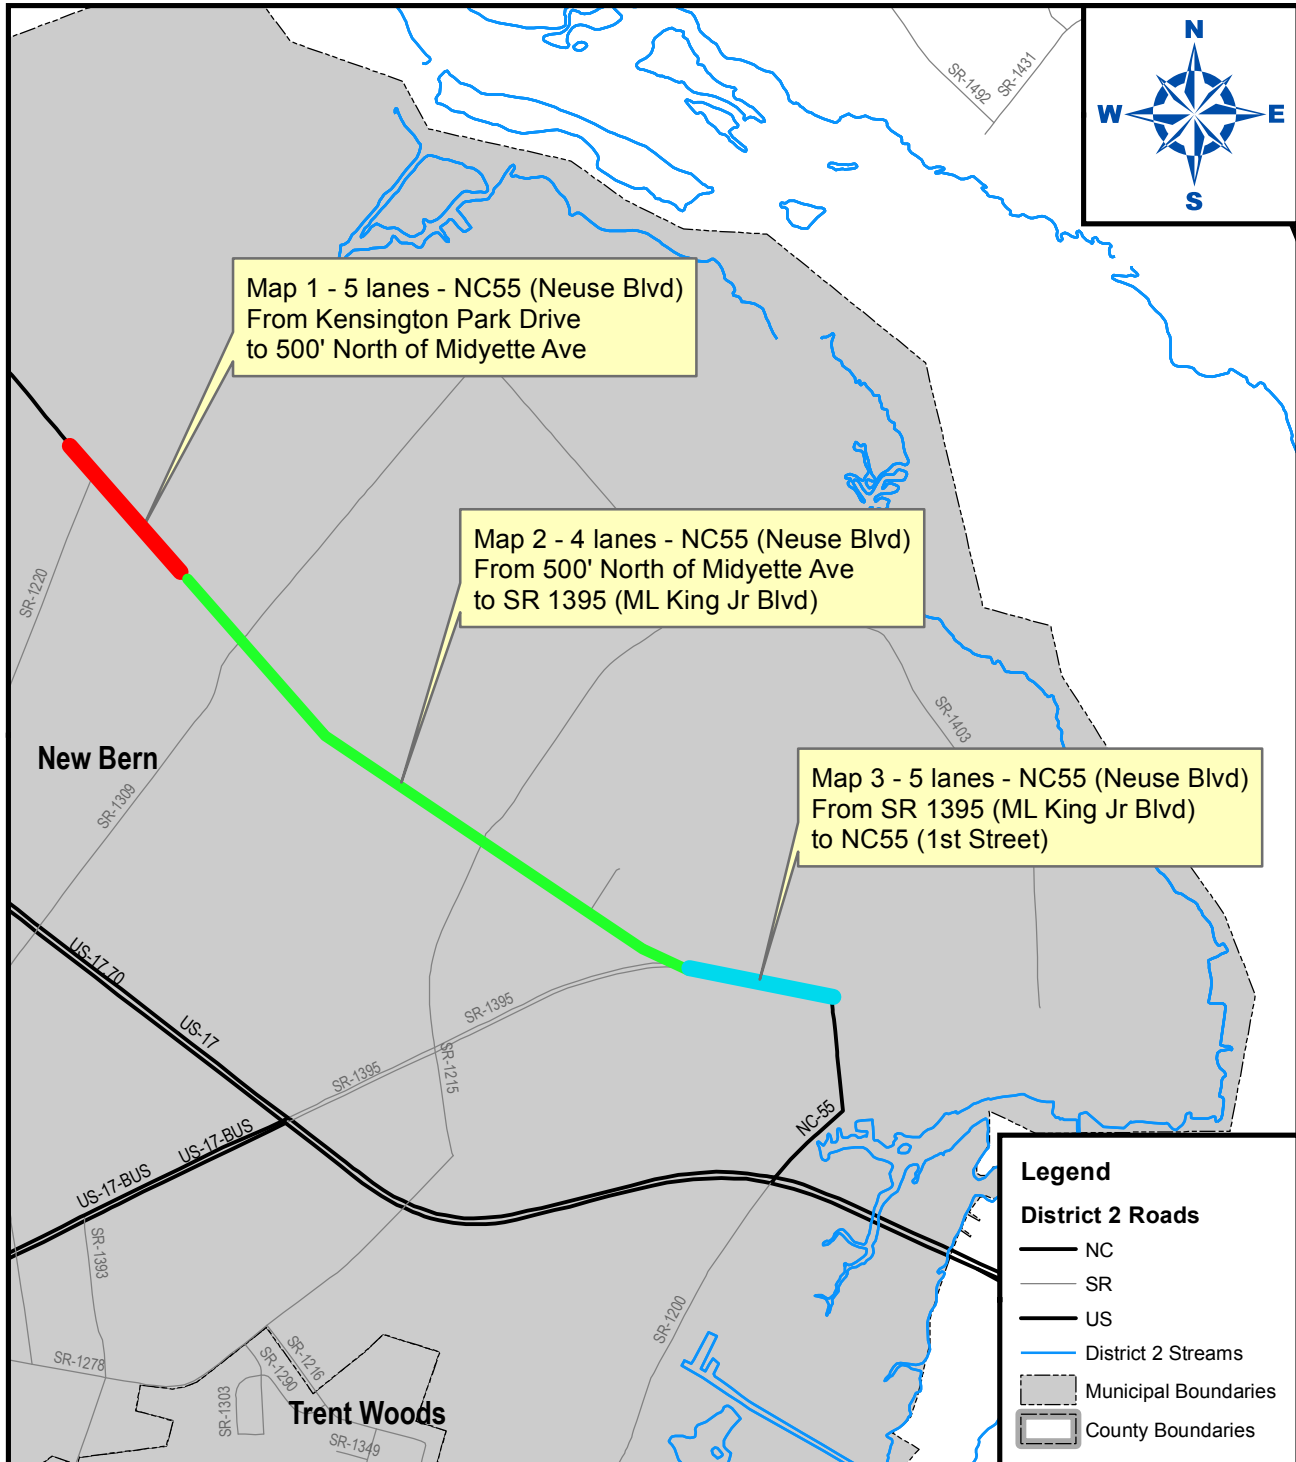 SR-1492
SR-1431
N
W
E
S
Map 1 - 5 lanes - NC55 (Neuse Blvd)
From Kensington Park Drive
to 500' North of Midyette Ave
Map 2 - 4 lanes - NC55 (Neuse Blvd)
From 500' North of Midyette Ave
to SR 1395 (ML King Jr Blvd)
SR-1220
SR-1403
New Bern
SR-1309
Map 3 - 5 lanes - NC55 (Neuse Blvd)
From SR 1395 (ML King Jr Blvd)
to NC55 (1st Street)
US-17,70
US-17
SR-1395
SR-1395
SR-1215
NC-55
US-17-BUS
US-17-BUS
SR-1393
SR-1200
SR-1278
SR-1216
SR-1290
SR-1303
Trent Woods
SR-1349
Legend
District 2 Roads
NC
SR
US
District 2 Streams
Municipal Boundaries
County Boundaries